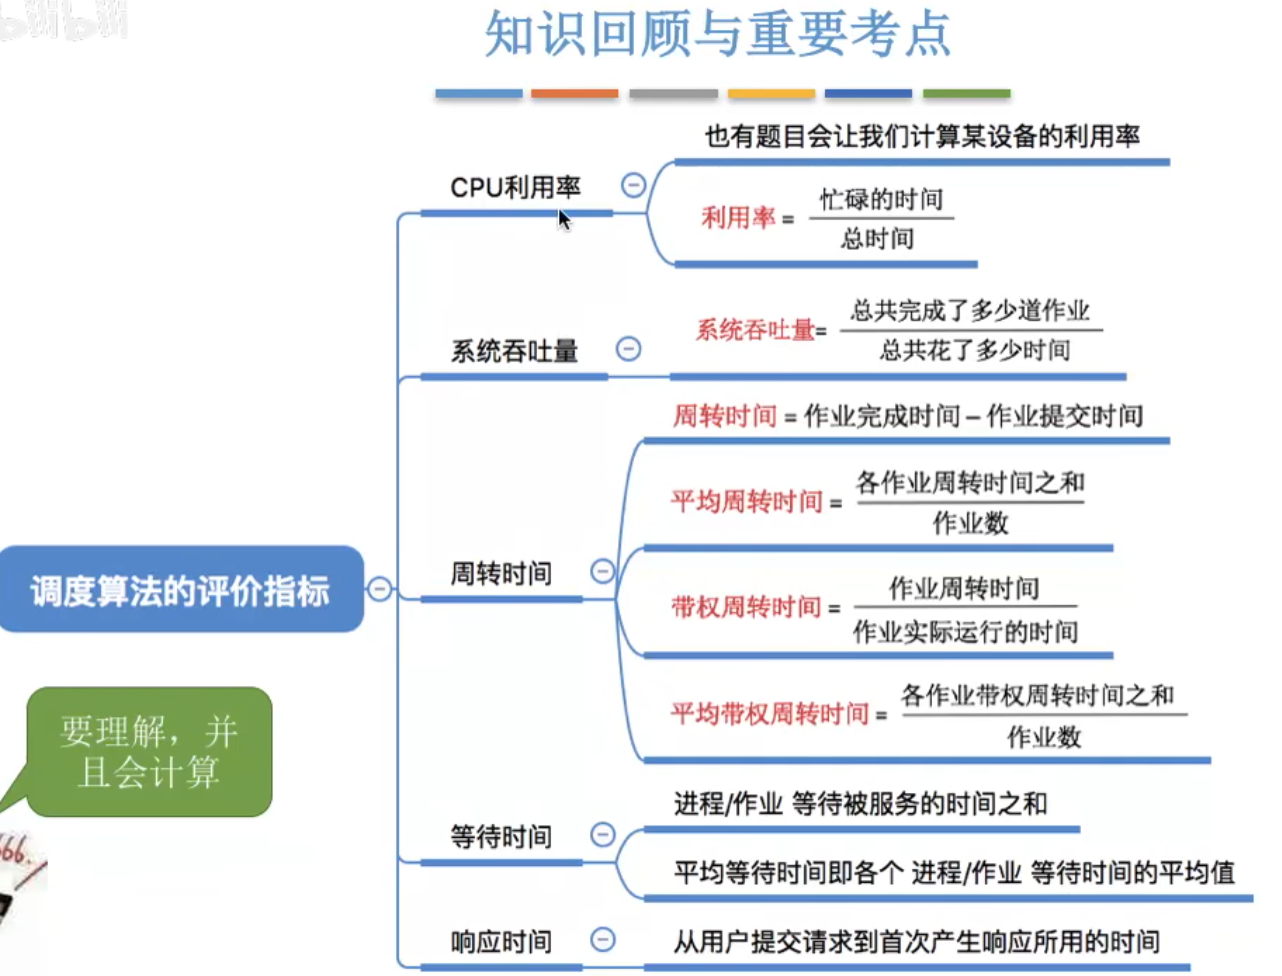 知识回顾与重要考点
也有题目会让我们计算某设备的利用率
CPU利用率
利用率 = 忙碌的时间
总时间
系统吞吐量
系统吞吐量= 总共完成了多少道作业
总共花了多少时间
周转时间 = 作业完成时间 – 作业提交时间
平均周转时间 = 各作业周转时间之和
作业数
周转时间
带权周转时间 = 作业周转时间
作业实际运行的时间
平均带权周转时间 = 各作业带权周转时间之和
作业数
调度算法的评价指标
要理解，并
且会计算
进程/作业 等待被服务的时间之和
等待时间
平均等待时间即各个 进程/作业 等待时间的平均值
响应时间
从用户提交请求到首次产生响应所用的时间